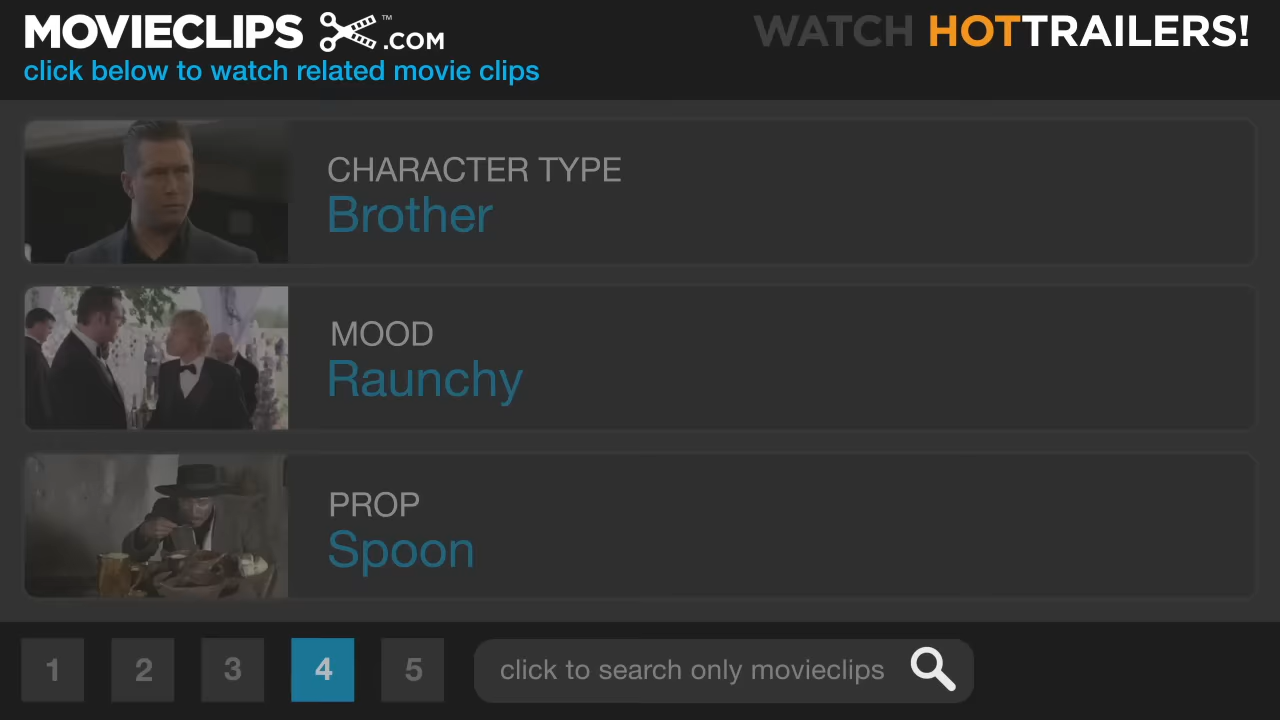 MOVIECLIPS ™ .COM
WATCH HOTTRAILERS!
click below to watch related movie clips
CHARACTER TYPE
Brother
MOOD
Raunchy
PROP
Spoon
1 2 3 4 5
click to search only movieclips